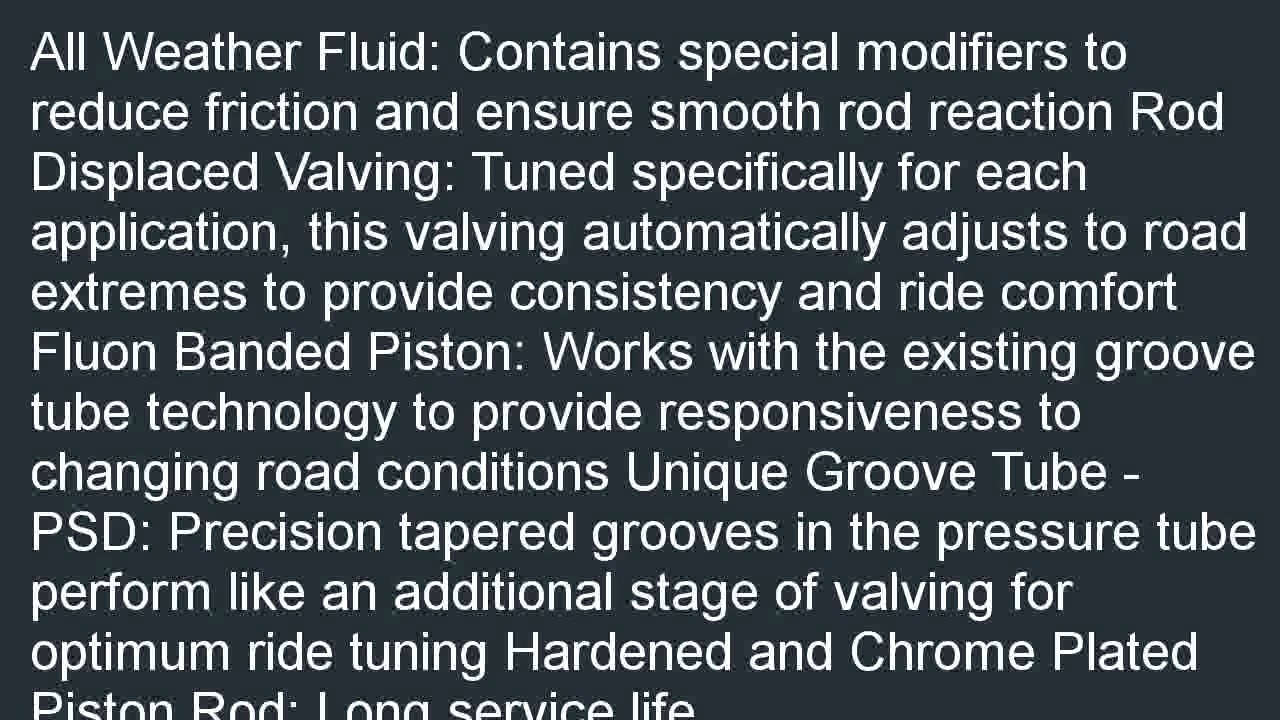 All Weather Fluid: Contains special modifiers to
reduce friction and ensure smooth rod reaction Rod
Displaced Valving: Tuned specifically for each
application, this valving automatically adjusts to road
extremes to provide consistency and ride comfort
Fluon Banded Piston: Works with the existing groove
tube technology to provide responsiveness to
changing road conditions Unique Groove Tube -
PSD: Precision tapered grooves in the pressure tube
perform like an additional stage of valving for
optimum ride tuning Hardened and Chrome Plated
Piston Rod: Long service life